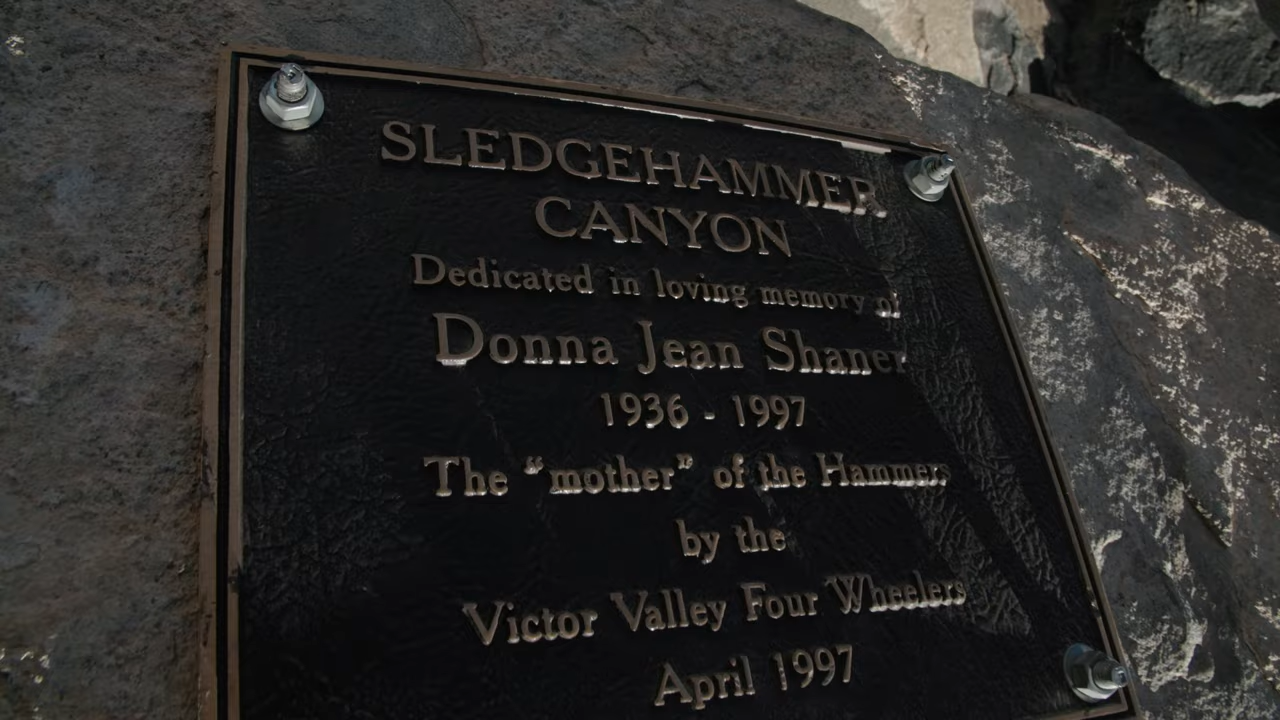 SLEDGEHAMMER
CANYON
Dedicated in loving memory of
Donna Jean Shaner
1936 - 1997
The “mother” of the Hammers
by the
Victor Valley Four Wheelers
April 1997